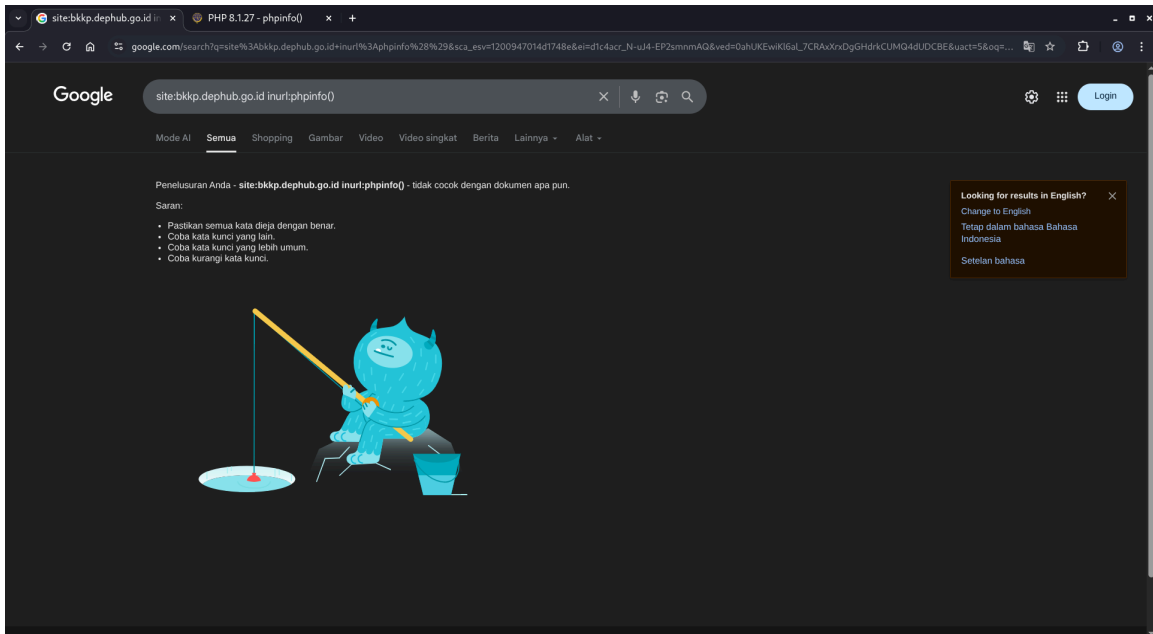 site:bkkp.dephub.go.id in
PHP 8.1.27 - phpinfo()
google.com/search?q=site%3Abkkp.dephub.go.id+inurl%3Aphpinfo%28%29&sca_esv=1200947014d1748e&ei=d1c4acr_N-uJ4-EP2smnmAQ&ved=0ahUKEwiKl6al_7CRAxXrxDgGHdrkCUMQ4dUDCBE&uact=5&oq=...
Google
site:bkkp.dephub.go.id inurl:phpinfo()
Login
Mode AI Semua Shopping Gambar Video Video singkat Berita Lainnya Alat
Penelusuran Anda - site:bkkp.dephub.go.id inurl:phpinfo() - tidak cocok dengan dokumen apa pun.
Saran:
• Pastikan semua kata dieja dengan benar.
• Coba kata kunci yang lain.
• Coba kata kunci yang lebih umum.
• Coba kurangi kata kunci.
Looking for results in English?
Change to English
Tetap dalam bahasa Bahasa
Indonesia
Setelan bahasa